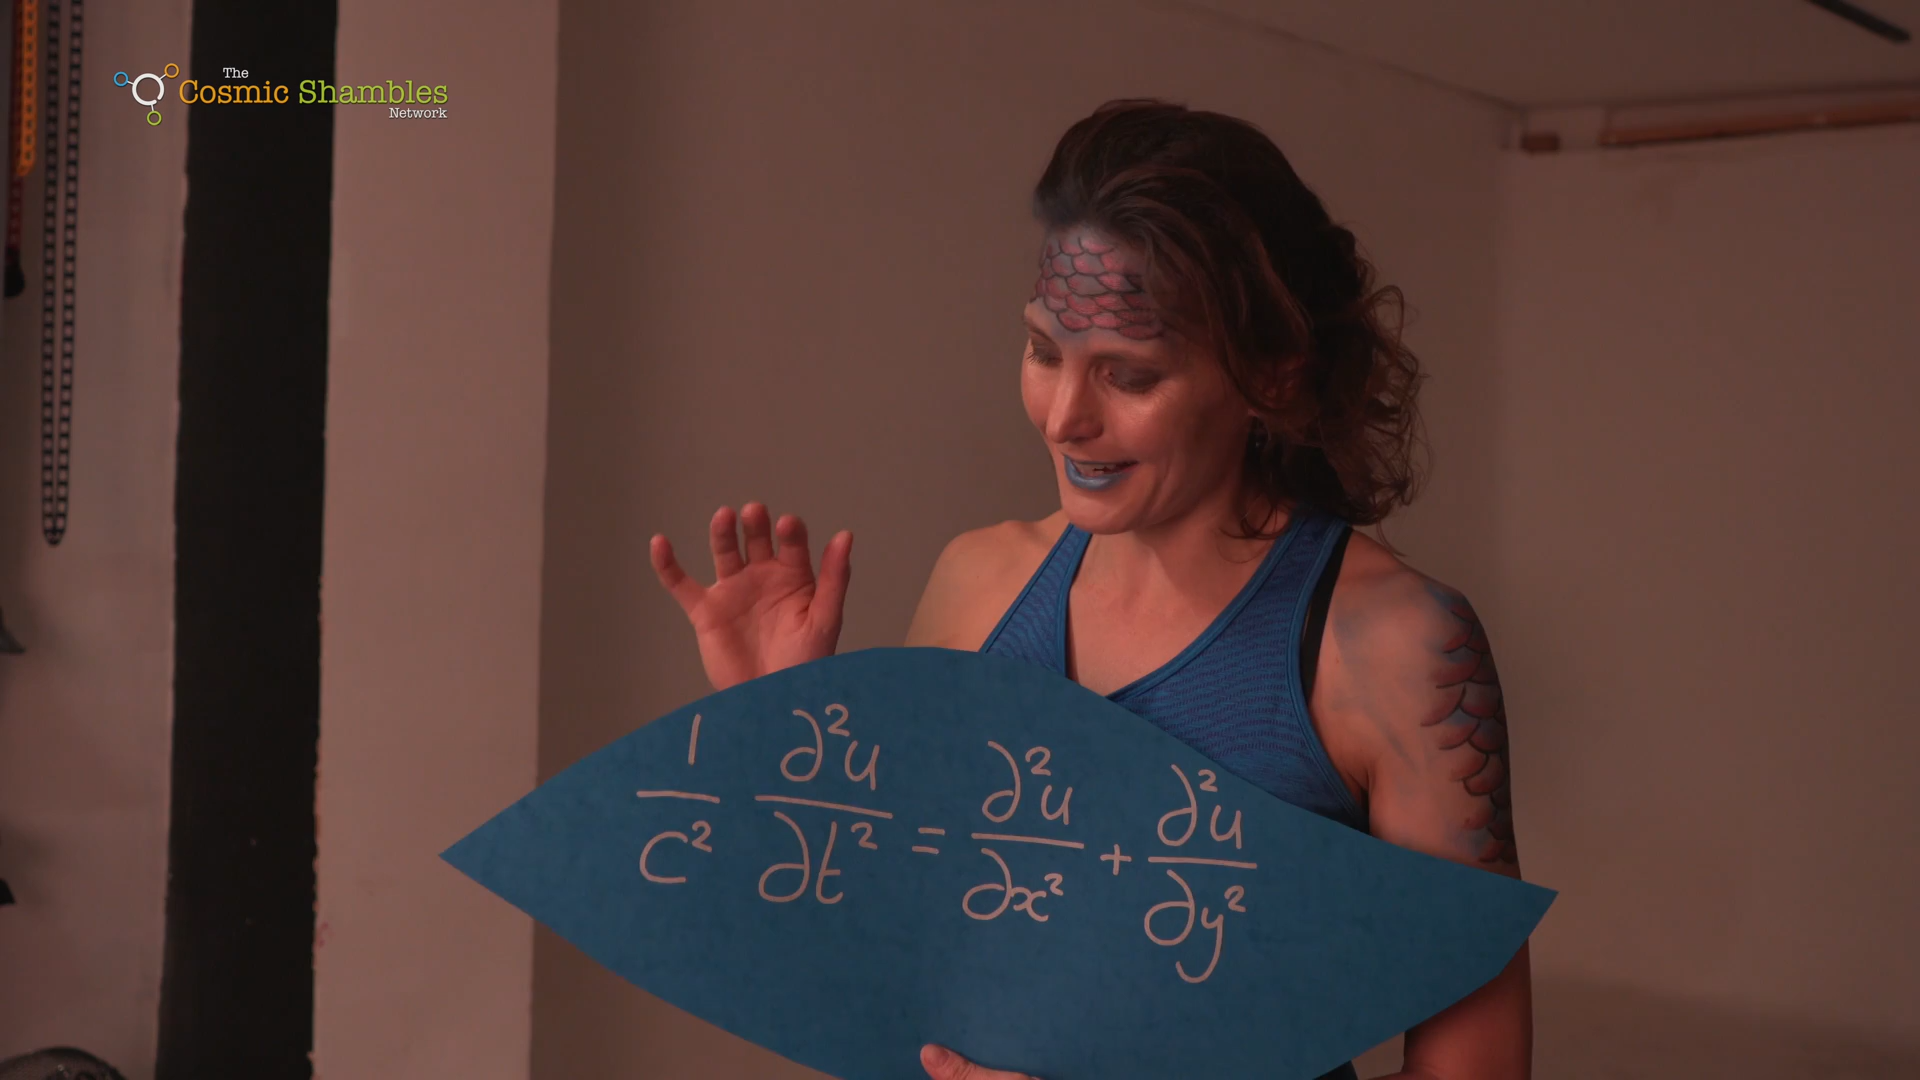 The
Cosmic Shambles
Network
1/c² ∂²u/∂t² = ∂²u/∂x² + ∂²u/∂y²